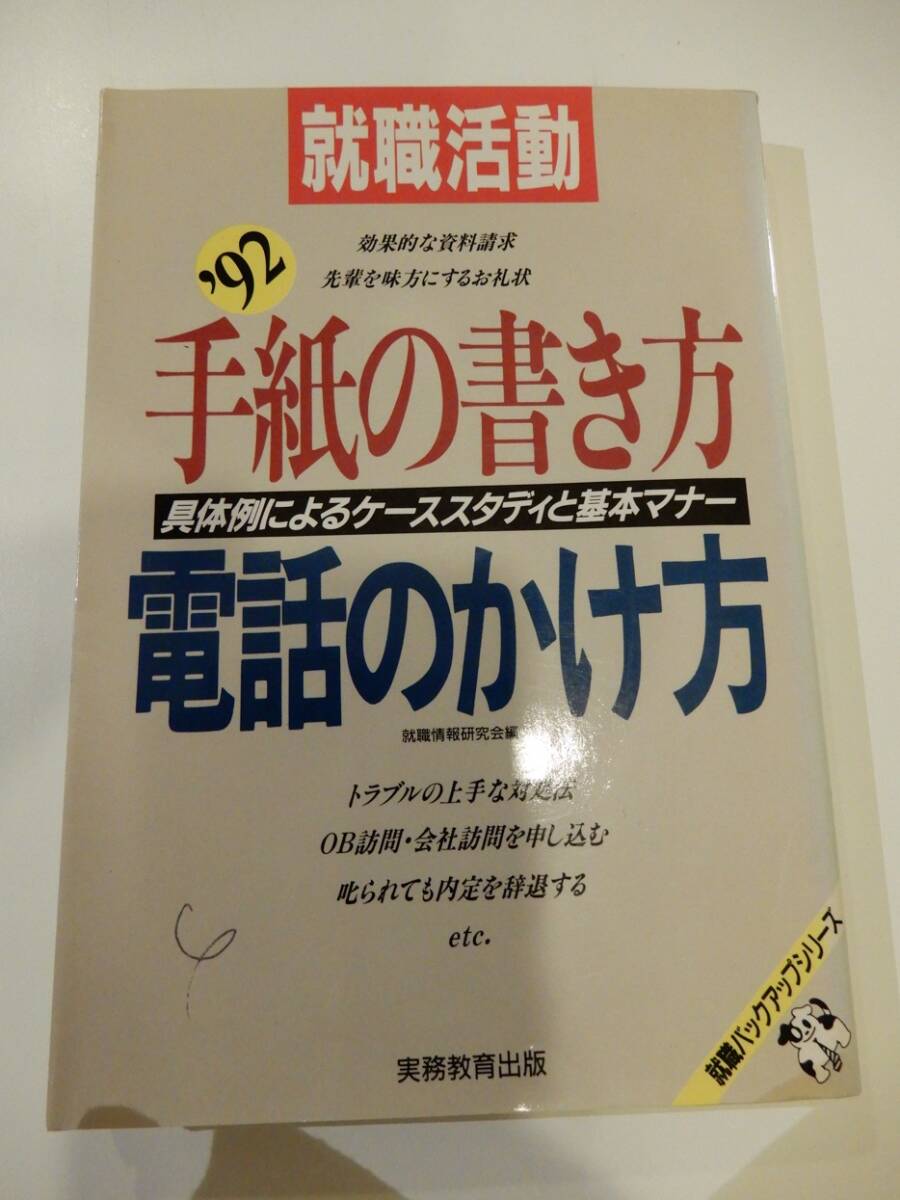 就職活動
'92
効果的な資料請求
先輩を味方にするお礼状
手紙の書き方
具体例によるケーススタディと基本マナー
電話のかけ方
就職情報研究会編
トラブルの上手な対処法
OB訪問・会社訪問を申し込む
叱られても内定を辞退する
etc.
実務教育出版
就職バックアップシリーズ